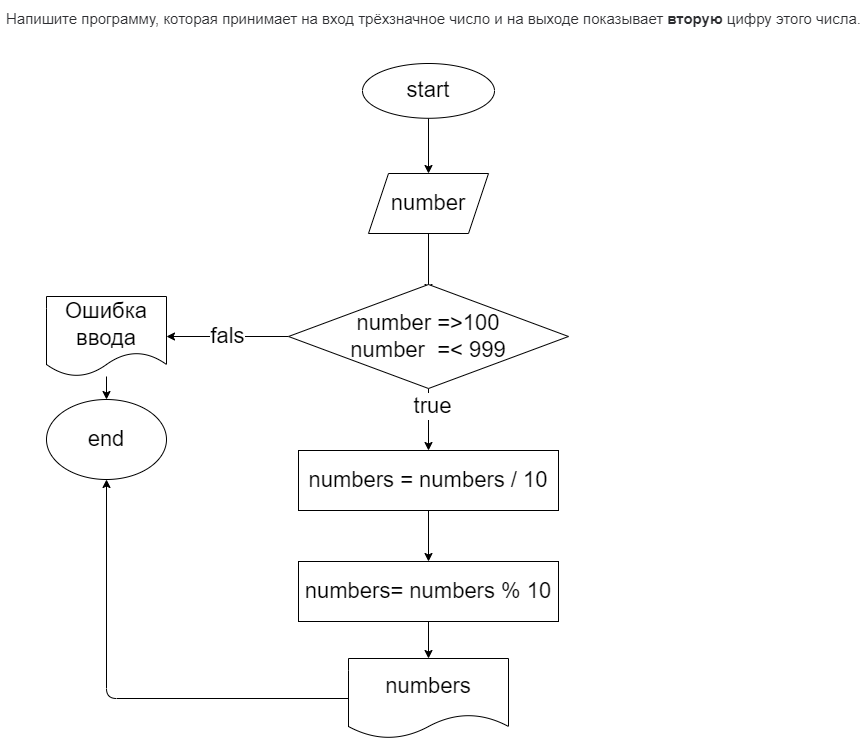 Напишите программу, которая принимает на вход трёхзначное число и на выходе показывает вторую цифру этого числа.
start
number
number =>100
number =< 999
fals
Ошибка
ввода
end
true
numbers = numbers / 10
numbers= numbers % 10
numbers